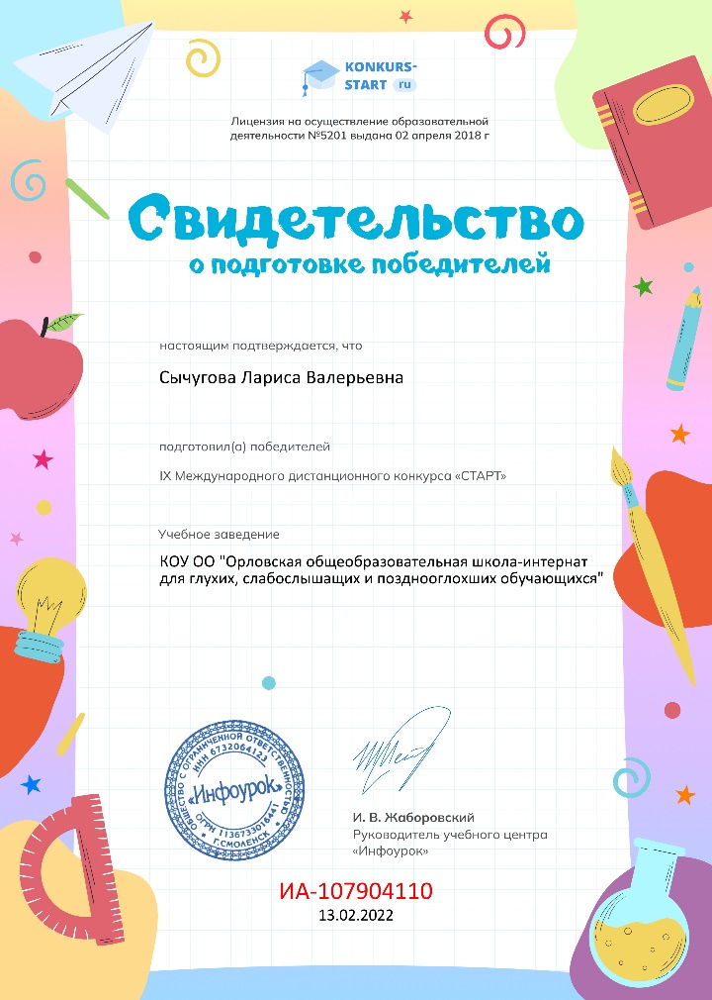 KONKURS-
START ru
Лицензия на осуществление образовательной
деятельности №5201 выдана 02 апреля 2018 г
Свидетельство
о подготовке победителей
настоящим подтверждается, что
Сычугова Лариса Валерьевна
подготовил(а) победителей
IX Международного дистанционного конкурса «СТАРТ»
Учебное заведение
КОУ ОО "Орловская общеобразовательная школа-интернат
для глухих, слабослышащих и позднооглохших обучающихся"
ОБЩЕСТВО С ОГРАНИЧЕННОЙ ОТВЕТСТВЕННОСТЬЮ
ИНН 6732064123
«Инфоурок»
ОГРН 1136733016441
Г.СМОЛЕНСК
И. В. Жаборовский
Руководитель учебного центра
«Инфоурок»
ИА-107904110
13.02.2022